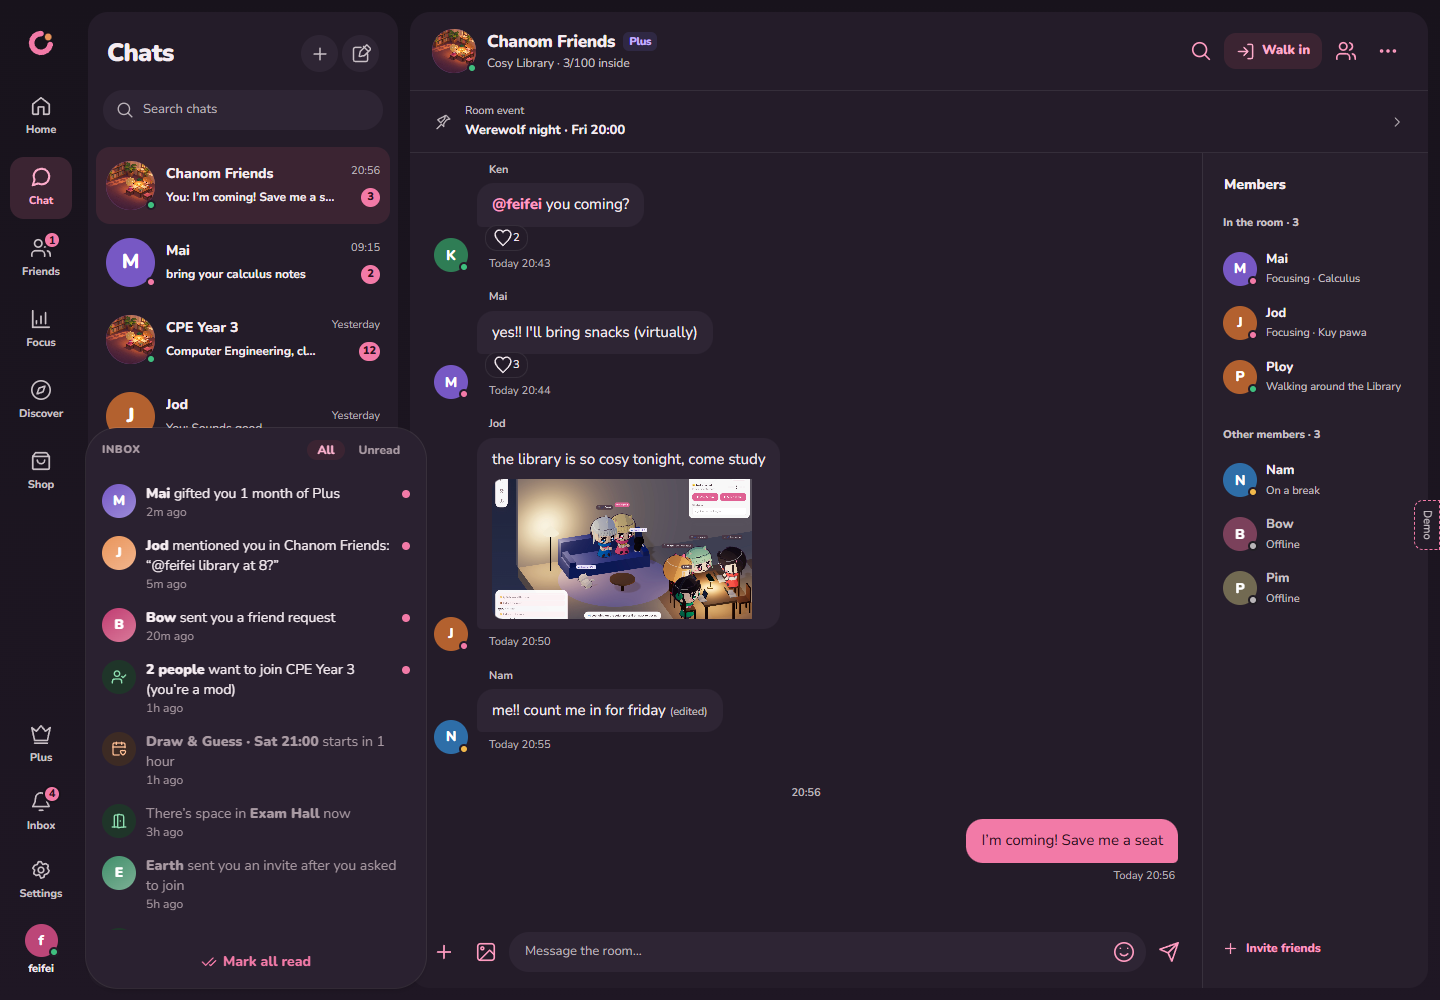 Home
Chat
1
Friends
Focus
Discover
Shop
Plus
4
Inbox
Settings
f
feifei
Chats
Search chats
Chanom Friends
20:56
You: I'm coming! Save me a s...
3
M
Mai
09:15
bring your calculus notes
2
CPE Year 3
Yesterday
Computer Engineering, cl...
12
J
Jod
Yesterday
You: Sounds good
INBOX
All
Unread
M
Mai gifted you 1 month of Plus
2m ago
J
Jod mentioned you in Chanom Friends:
“@feifei library at 8?”
5m ago
B
Bow sent you a friend request
20m ago
2 people want to join CPE Year 3
(you’re a mod)
1h ago
Draw & Guess · Sat 21:00 starts in 1
hour
1h ago
There’s space in Exam Hall now
3h ago
E
Earth sent you an invite after you asked
to join
5h ago
Mark all read
Chanom Friends
Plus
Cosy Library · 3/100 inside
Walk in
Room event
Werewolf night · Fri 20:00
Ken
@feifei you coming?
2
K
Today 20:43
Mai
yes!! I'll bring snacks (virtually)
3
M
Today 20:44
Jod
the library is so cosy tonight, come study
J
Today 20:50
Nam
me!! count me in for friday (edited)
N
Today 20:55
20:56
I’m coming! Save me a seat
Today 20:56
Message the room...
Members
In the room · 3
M
Mai
Focusing · Calculus
J
Jod
Focusing · Kuy pawa
P
Ploy
Walking around the Library
Other members · 3
N
Nam
On a break
B
Bow
Offline
P
Pim
Offline
Invite friends
Demo